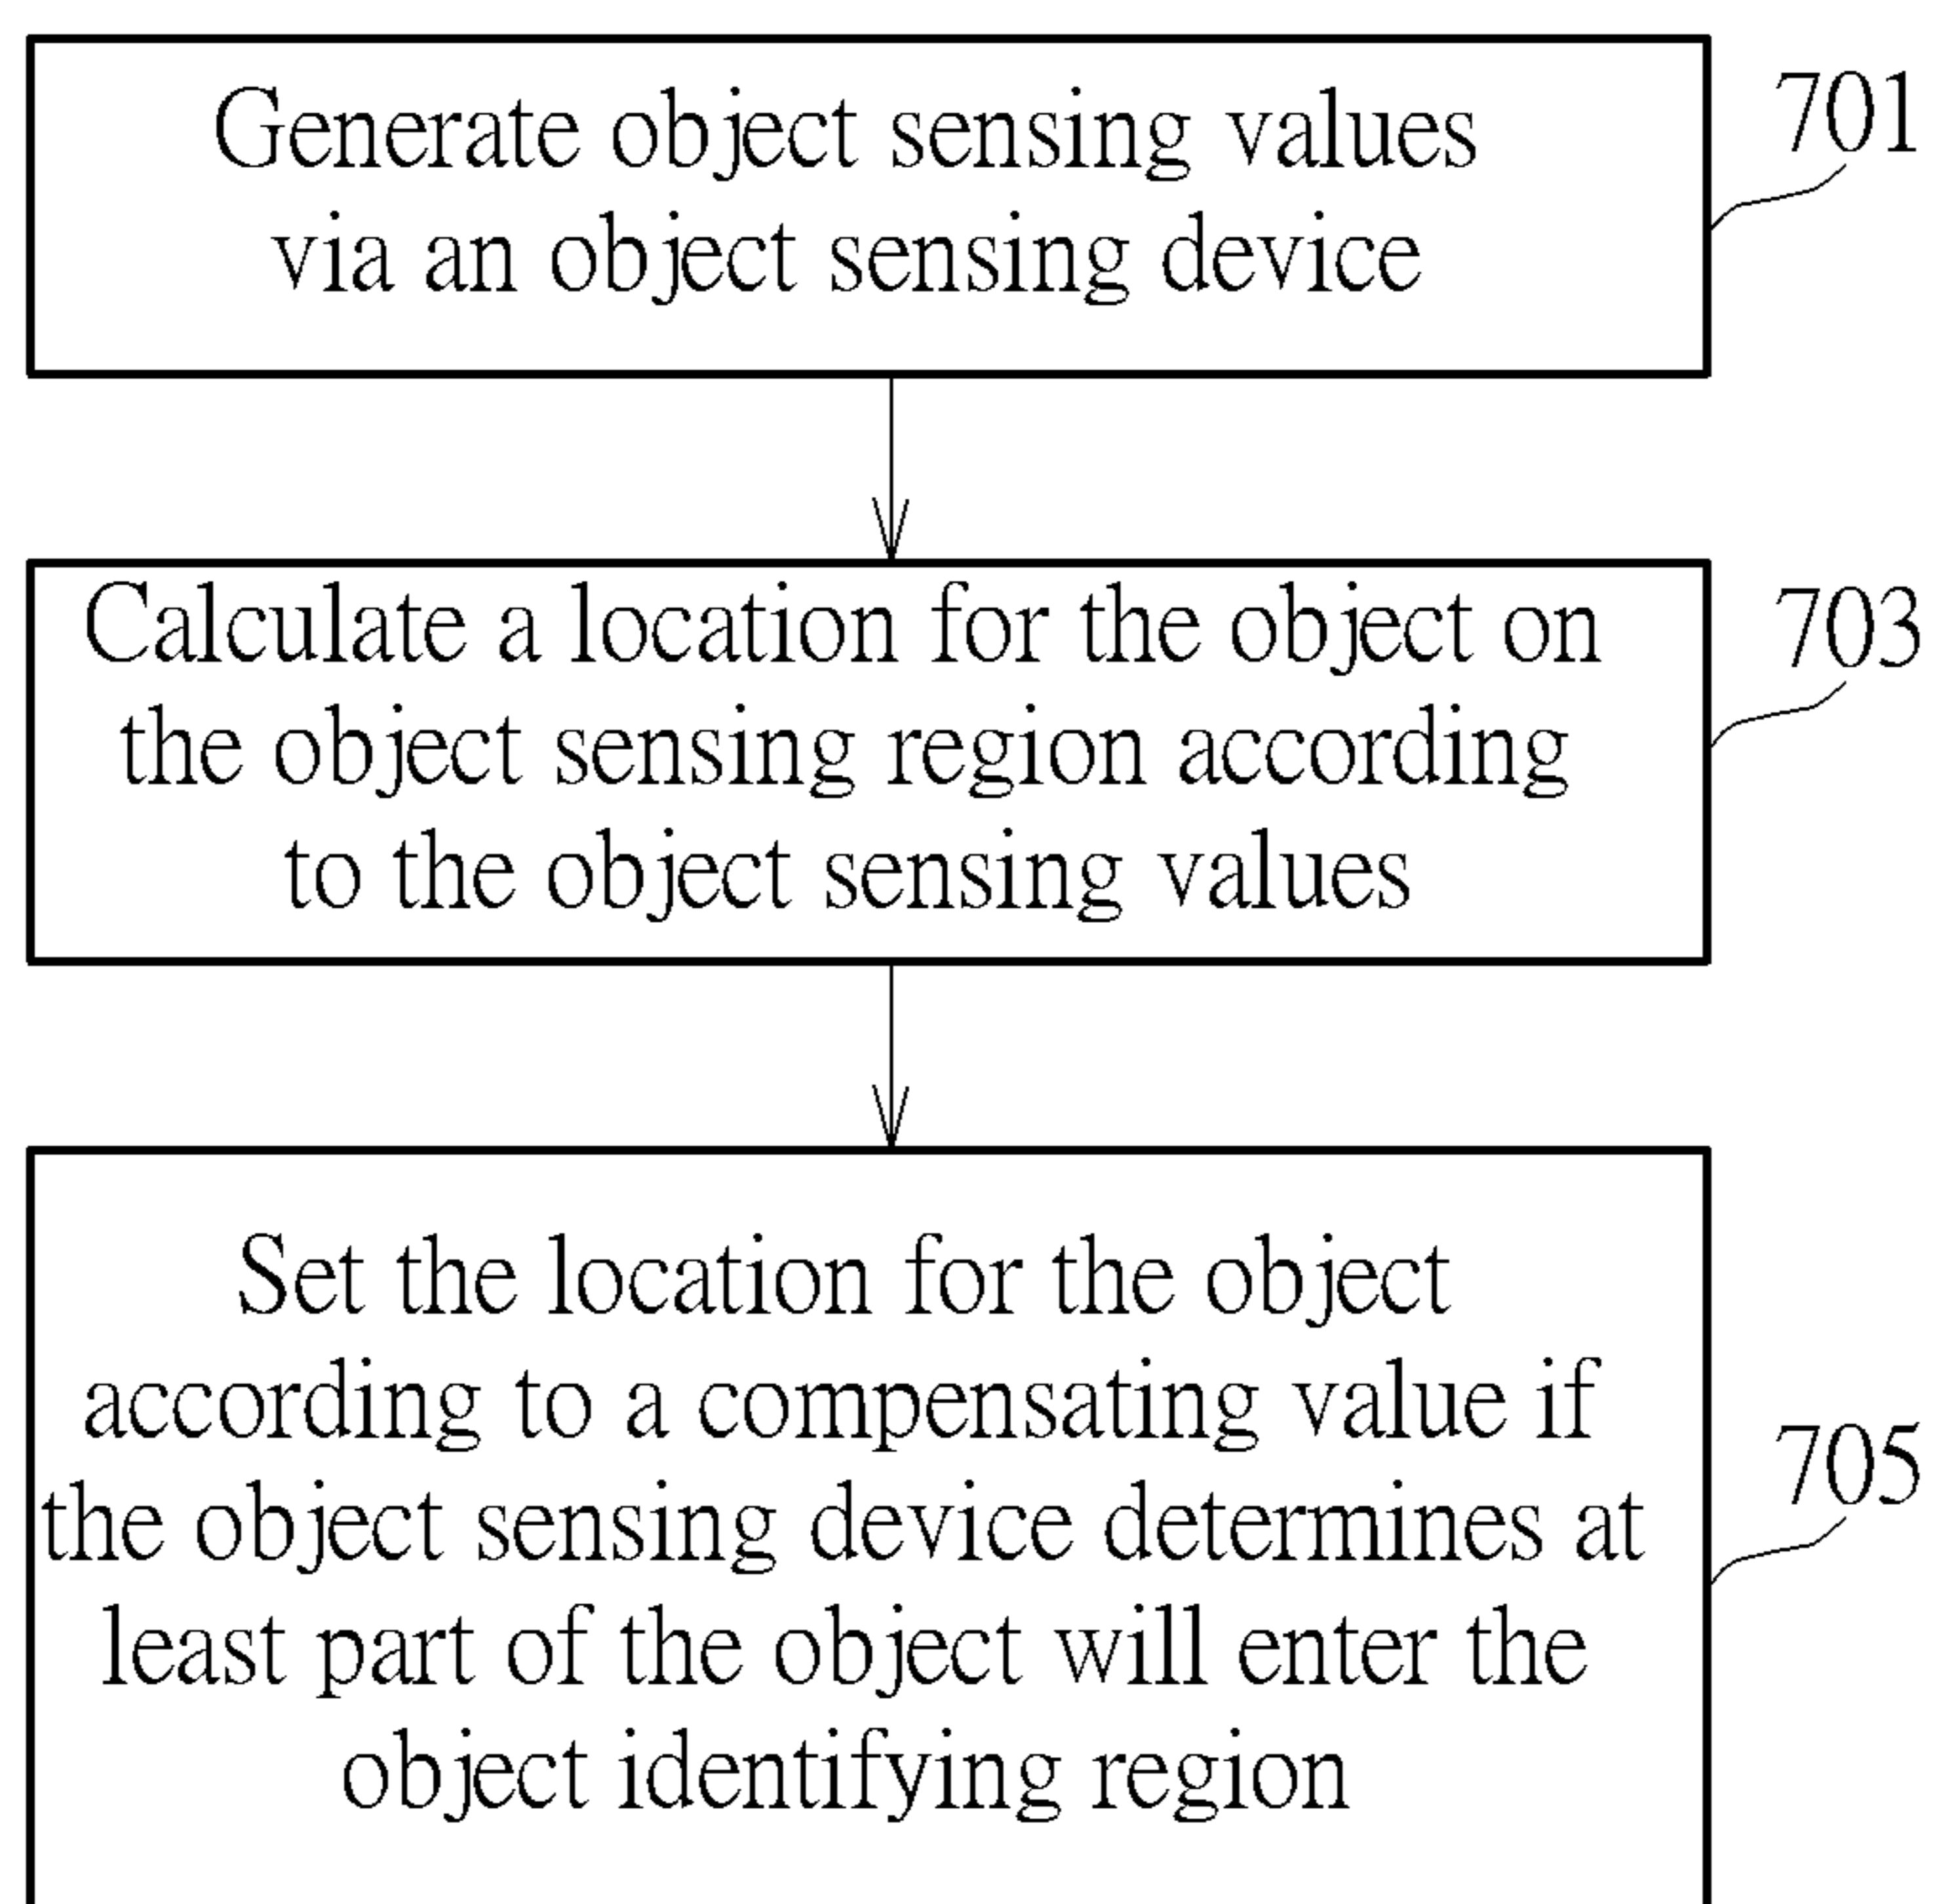 Generate object sensing values
via an object sensing device
701
Calculate a location for the object on
the object sensing region according
to the object sensing values
703
Set the location for the object
according to a compensating value if
the object sensing device determines at
least part of the object will enter the
object identifying region
705